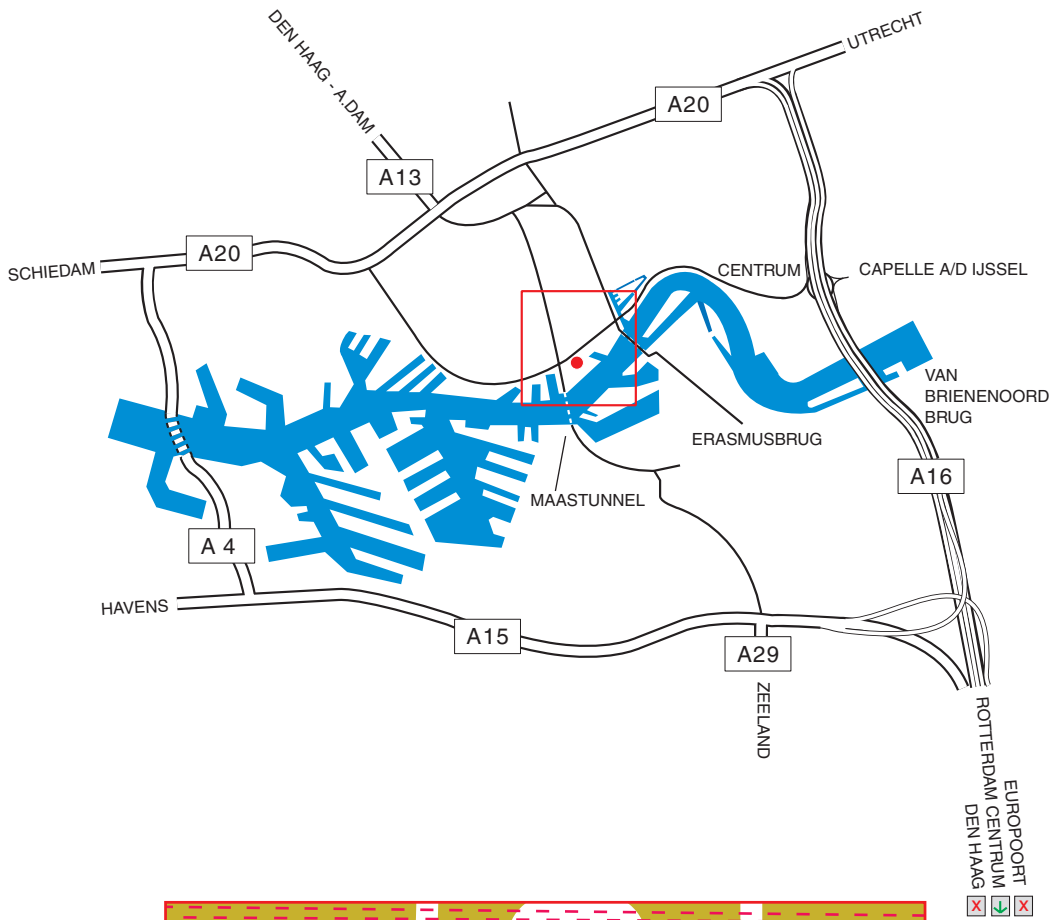 DEN HAAG - A.DAM
UTRECHT
A20
A13
A20
SCHIEDAM
CENTRUM
CAPELLE A/D IJSSEL
VAN
BRIENENOORD
BRUG
ERASMUSBRUG
A16
MAASTUNNEL
A 4
HAVENS
A15
A29
ZEELAND
EUROPOORT
ROTTERDAM CENTRUM
DEN HAAG
X
X